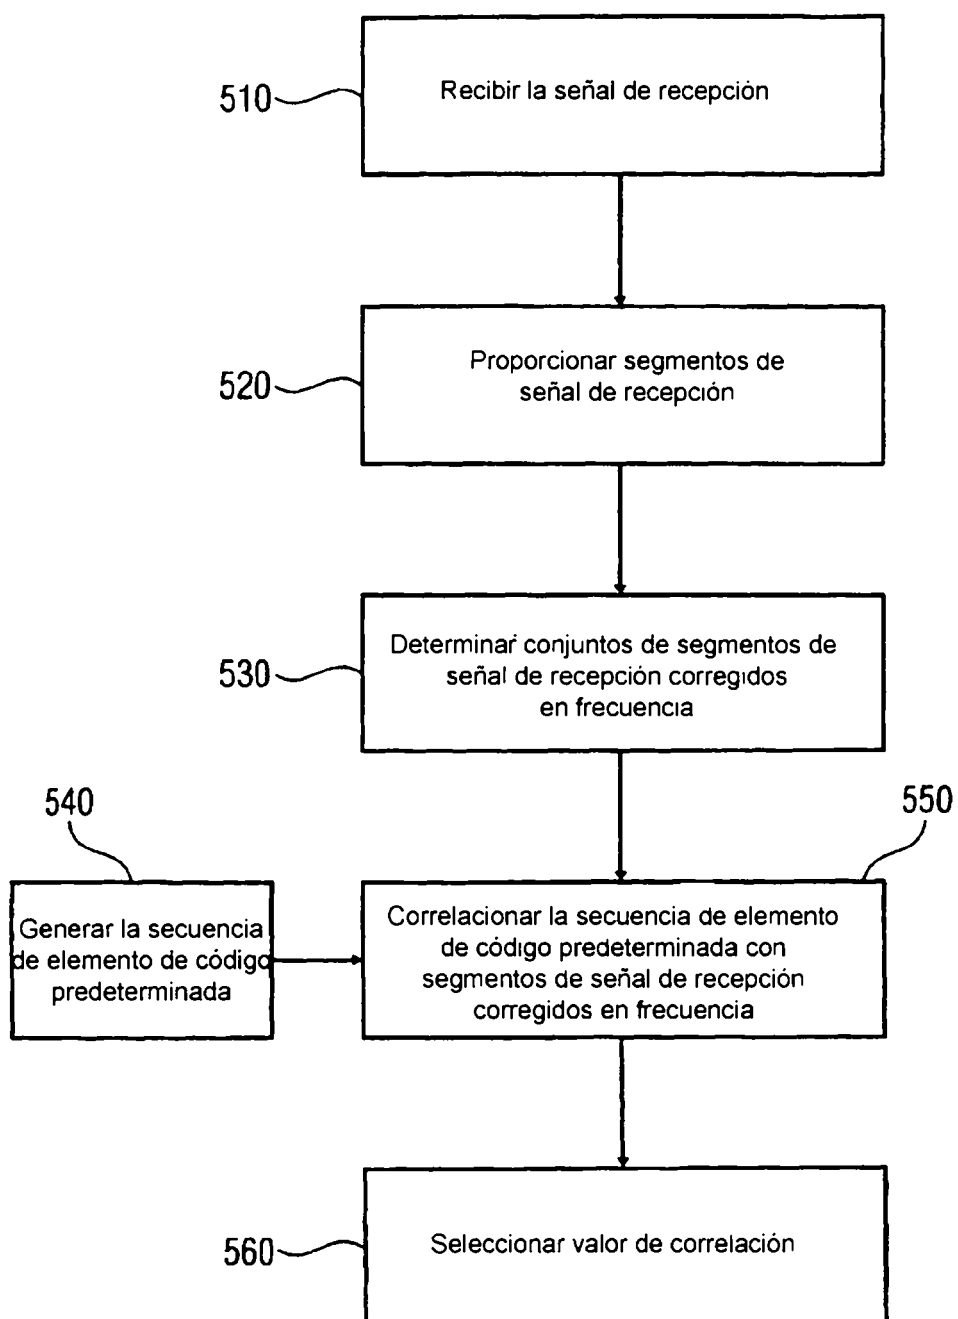 510
Recibir la señal de recepción
520
Proporcionar segmentos de
señal de recepción
530
Determinar conjuntos de segmentos de
señal de recepción corregidos
en frecuencia
540
550
Generar la secuencia
de elemento de código
predeterminada
Correlacionar la secuencia de elemento
de código predeterminada con
segmentos de señal de recepción
corregidos en frecuencia
560
Seleccionar valor de correlación